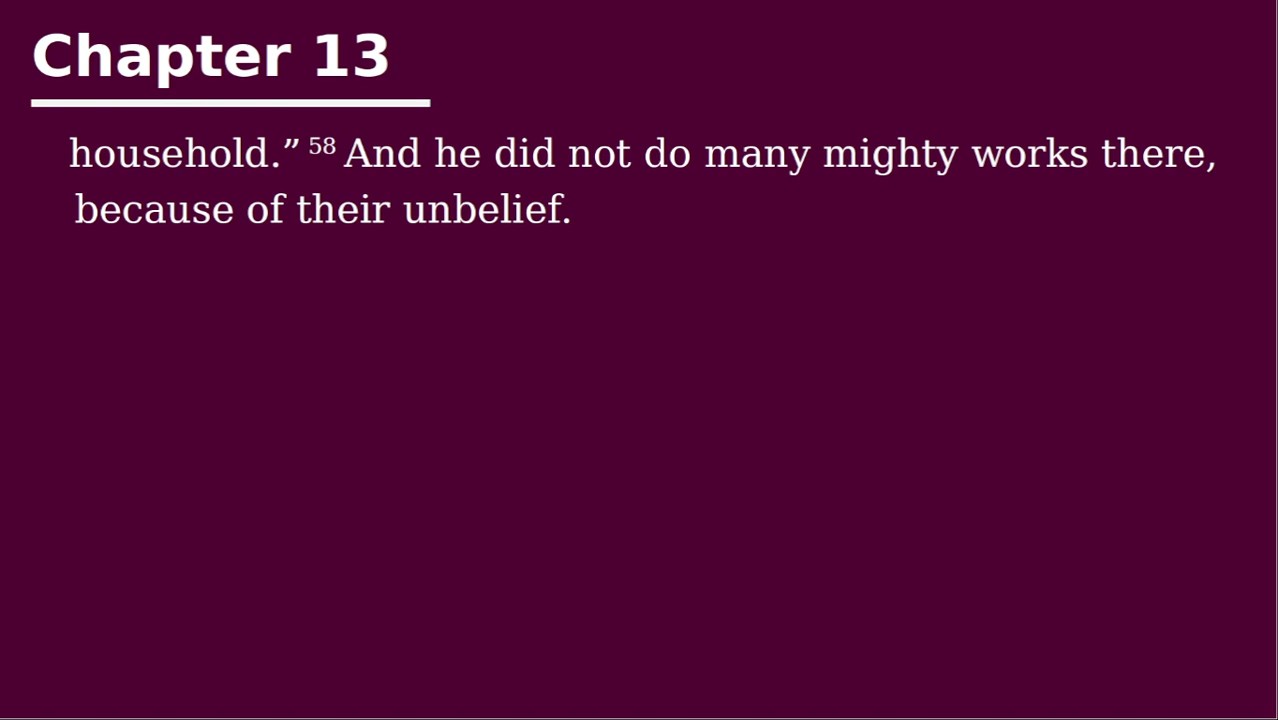 Chapter 13
household.” 58 And he did not do many mighty works there,
because of their unbelief.